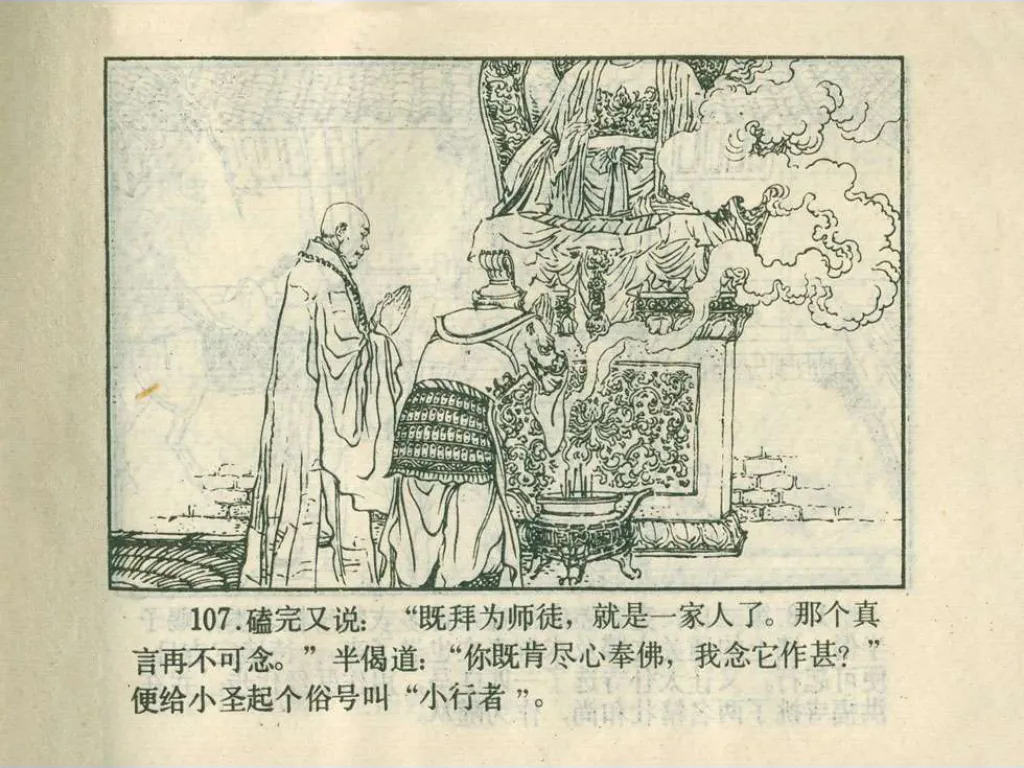 107.磕完又说：“既拜为师徒，就是一家人了。那个真
言再不可念。”半偈道：“你既肯尽心奉佛，我念它作甚？”
便给小圣起个俗号叫“小行者”。